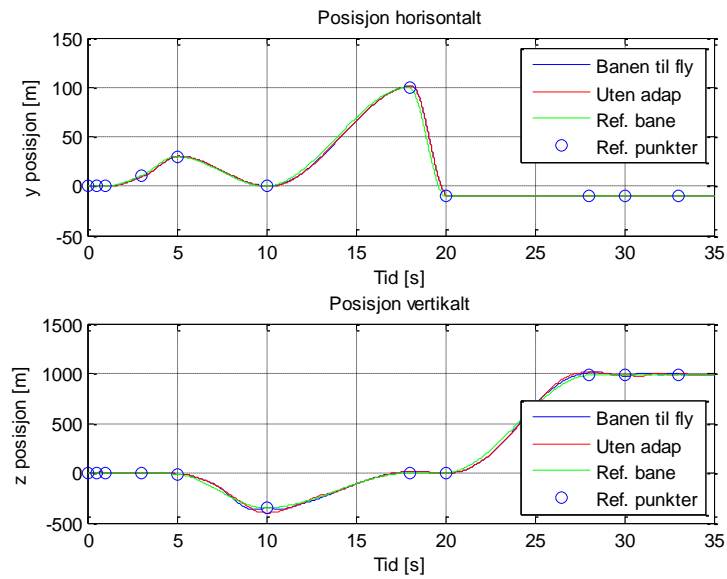 Posisjon horisontalt
150
100
50
0
-50
y posisjon [m]
0 5 10 15 20 25 30 35
Tid [s]
Banen til fly
Uten adap
Ref. bane
Ref. punkter
Posisjon vertikalt
1500
1000
500
0
-500
z posisjon [m]
0 5 10 15 20 25 30 35
Tid [s]
Banen til fly
Uten adap
Ref. bane
Ref. punkter